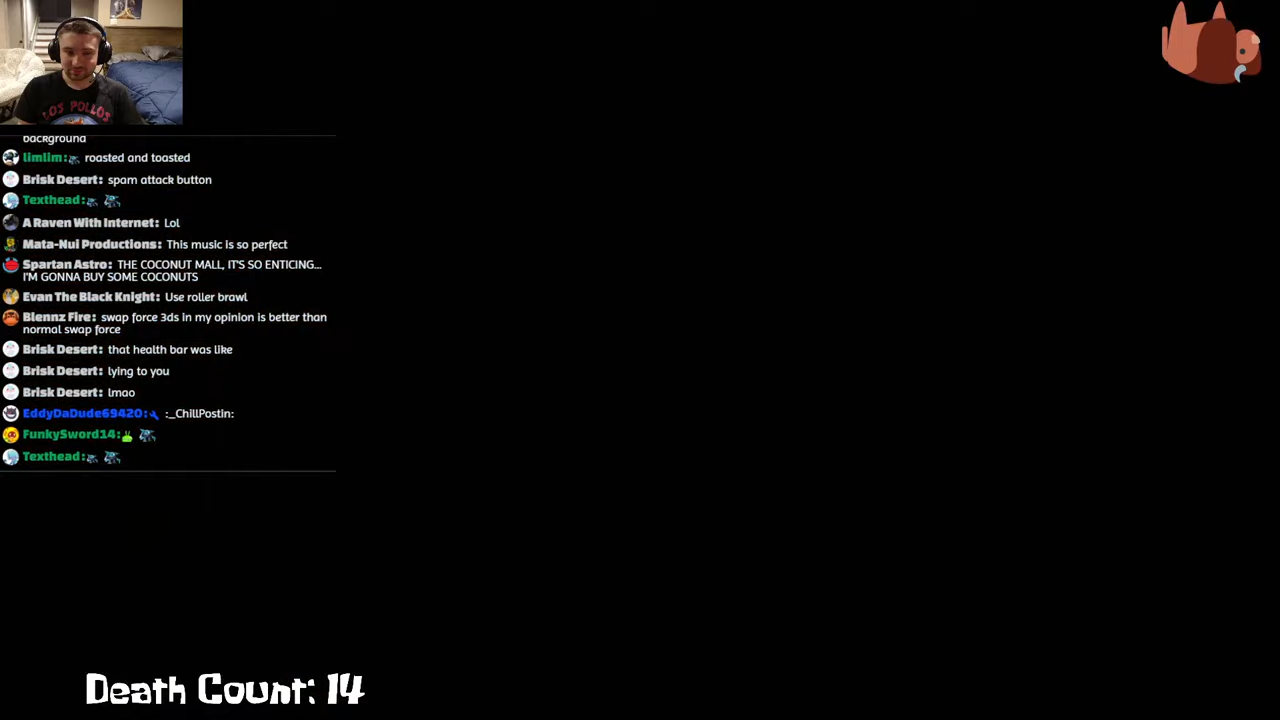 LOS POLLOS
background
limlim: roasted and toasted
Brisk Desert: spam attack button
Texthead:
A Raven With Internet: Lol
Mata-Nui Productions: This music is so perfect
Spartan Astro: THE COCONUT MALL, IT'S SO ENTICING...
I'M GONNA BUY SOME COCONUTS
Evan The Black Knight: Use roller brawl
Blennz Fire: swap force 3ds in my opinion is better than
normal swap force
Brisk Desert: that health bar was like
Brisk Desert: lying to you
Brisk Desert: lmao
EddyDaDude69420: :_ChillPostin:
FunkySword14:
Texthead:
Death Count: 14